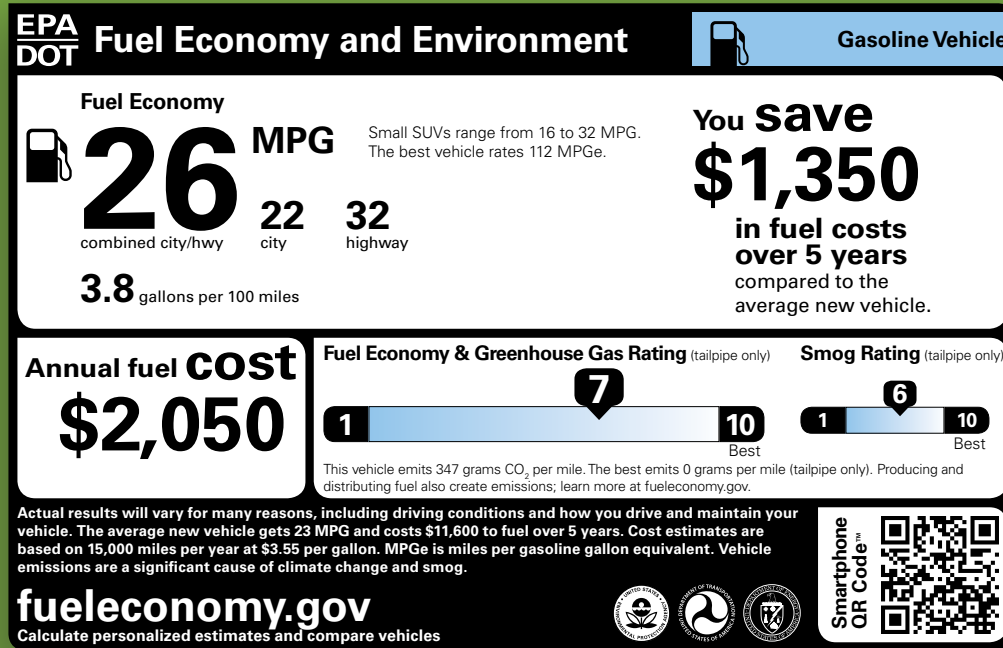 EPA
DOT
Fuel Economy and Environment
Gasoline Vehicle
Fuel Economy
26 MPG
combined city/hwy
22
city
32
highway
3.8 gallons per 100 miles
Small SUVs range from 16 to 32 MPG.
The best vehicle rates 112 MPGe.
You save
$1,350
in fuel costs
over 5 years
compared to the
average new vehicle.
Annual fuel cost
$2,050
Fuel Economy & Greenhouse Gas Rating (tailpipe only)
7
1
10
Best
Smog Rating (tailpipe only)
6
1
10
Best
This vehicle emits 347 grams CO2 per mile. The best emits 0 grams per mile (tailpipe only). Producing and
distributing fuel also create emissions; learn more at fueleconomy.gov.
Actual results will vary for many reasons, including driving conditions and how you drive and maintain your
vehicle. The average new vehicle gets 23 MPG and costs $11,600 to fuel over 5 years. Cost estimates are
based on 15,000 miles per year at $3.55 per gallon. MPGe is miles per gasoline gallon equivalent. Vehicle
emissions are a significant cause of climate change and smog.
fueleconomy.gov
Calculate personalized estimates and compare vehicles
Smartphone
QR Code™